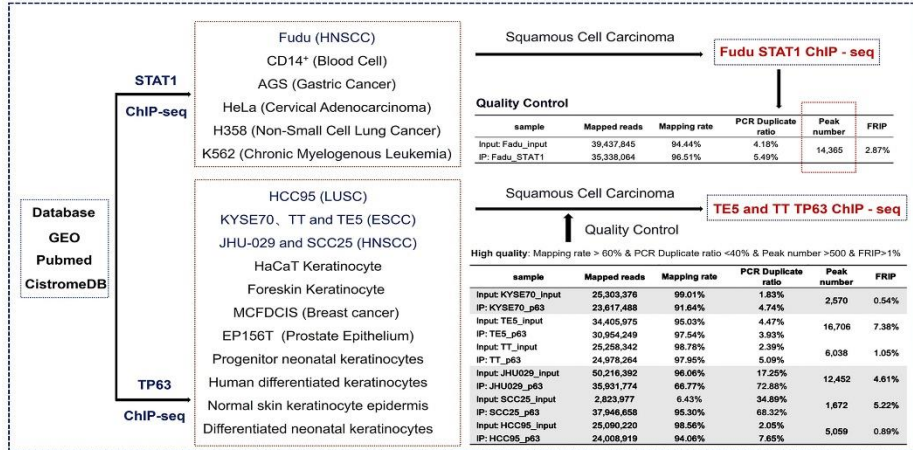 Database
GEO
Pubmed
CistromeDB
STAT1
ChIP-seq
Fudu (HNSCC)
CD14⁺ (Blood Cell)
AGS (Gastric Cancer)
HeLa (Cervical Adenocarcinoma)
H358 (Non-Small Cell Lung Cancer)
K562 (Chronic Myelogenous Leukemia)
Squamous Cell Carcinoma
Fudu STAT1 ChIP - seq
Quality Control
sample Mapped reads Mapping rate PCR Duplicate ratio Peak number FRIP
Input: Fadu_input 39,437,845 94.44% 4.18% 14,365 2.87%
IP: Fadu_STAT1 35,338,064 96.51% 5.49%
TP63
ChIP-seq
HCC95 (LUSC)
KYSE70、TT and TE5 (ESCC)
JHU-029 and SCC25 (HNSCC)
HaCaT Keratinocyte
Foreskin Keratinocyte
MCFDCIS (Breast cancer)
EP156T (Prostate Epithelium)
Progenitor neonatal keratinocytes
Human differentiated keratinocytes
Normal skin keratinocyte epidermis
Differentiated neonatal keratinocytes
Squamous Cell Carcinoma
Quality Control
TE5 and TT TP63 ChIP - seq
High quality: Mapping rate > 60% & PCR Duplicate ratio <40% & Peak number >500 & FRIP>1%
sample Mapped reads Mapping rate PCR Duplicate ratio Peak number FRIP
Input: KYSE70_input 25,303,376 99.01% 1.83% 2,570 0.54%
IP: KYSE70_p63 23,617,488 91.64% 4.74%
Input: TE5_input 34,405,975 95.03% 4.47% 16,706 7.38%
IP: TE5_p63 30,954,249 97.54% 3.93%
Input: TT_input 25,258,342 98.78% 2.39% 6,038 1.05%
IP: TT_p63 24,978,264 97.95% 5.09%
Input: JHU029_input 50,216,392 96.06% 17.25% 12,452 4.61%
IP: JHU029_p63 35,931,774 66.77% 72.88%
Input: SCC25_input 2,823,977 6.43% 34.89% 1,672 5.22%
IP: SCC25_p63 37,946,658 95.30% 68.32%
Input: HCC95_input 25,090,220 98.56% 2.05% 5,059 0.89%
IP: HCC95_p63 24,008,919 94.06% 7.65%